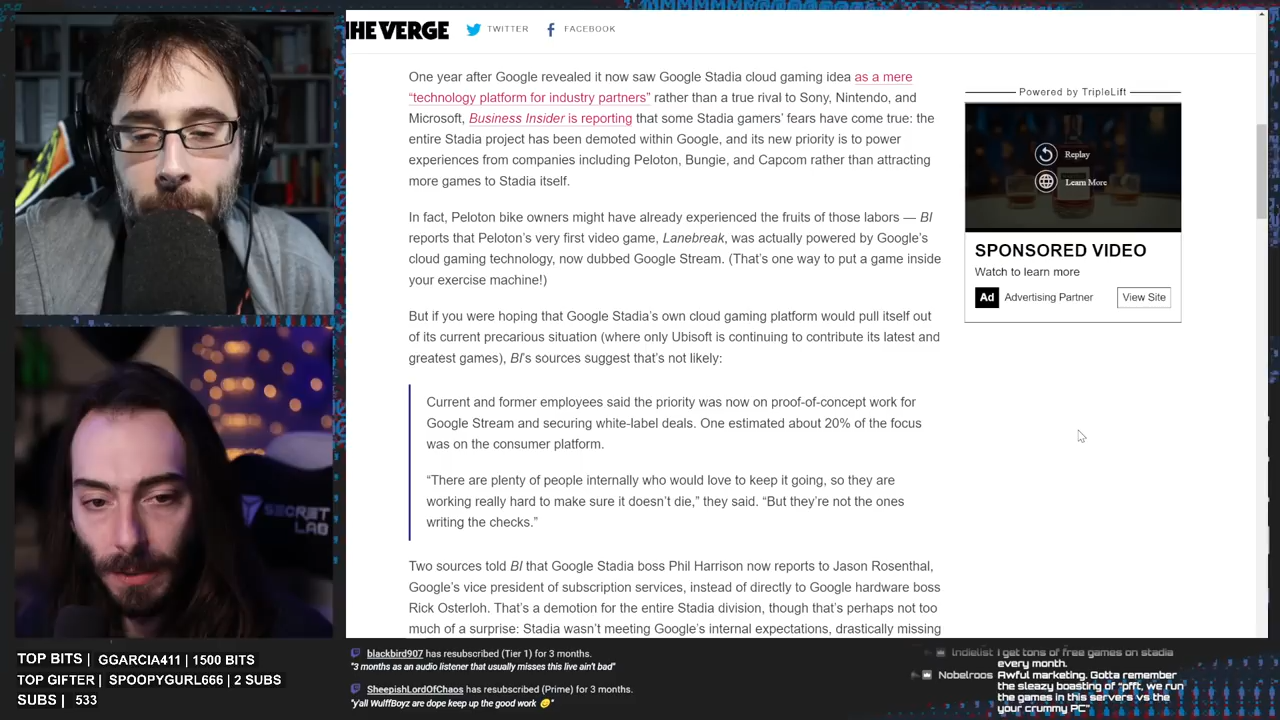 THE VERGE TWITTER FACEBOOK
One year after Google revealed it now saw Google Stadia cloud gaming idea as a mere
“technology platform for industry partners” rather than a true rival to Sony, Nintendo, and
Microsoft, Business Insider is reporting that some Stadia gamers’ fears have come true: the
entire Stadia project has been demoted within Google, and its new priority is to power
experiences from companies including Peloton, Bungie, and Capcom rather than attracting
more games to Stadia itself.
In fact, Peloton bike owners might have already experienced the fruits of those labors — BI
reports that Peloton’s very first video game, Lanebreak, was actually powered by Google’s
cloud gaming technology, now dubbed Google Stream. (That’s one way to put a game inside
your exercise machine!)
But if you were hoping that Google Stadia’s own cloud gaming platform would pull itself out
of its current precarious situation (where only Ubisoft is continuing to contribute its latest and
greatest games), BI’s sources suggest that’s not likely:
Current and former employees said the priority was now on proof-of-concept work for
Google Stream and securing white-label deals. One estimated about 20% of the focus
was on the consumer platform.
“There are plenty of people internally who would love to keep it going, so they are
working really hard to make sure it doesn’t die,” they said. “But they’re not the ones
writing the checks.”
Two sources told BI that Google Stadia boss Phil Harrison now reports to Jason Rosenthal,
Google’s vice president of subscription services, instead of directly to Google hardware boss
Rick Osterloh. That’s a demotion for the entire Stadia division, though that’s perhaps not too
much of a surprise: Stadia wasn’t meeting Google’s internal expectations, drastically missing
Powered by TripleLift
Replay
Learn More
SPONSORED VIDEO
Watch to learn more
Ad Advertising Partner View Site
SECRET
LAB
TOP BITS | GGARCIA411 | 1500 BITS
TOP GIFTER | SPOOPYGURL666 | 2 SUBS
SUBS | 533
blackbird907 has resubscribed (Tier 1) for 3 months.
"3 months as an audio listener that usually misses this live ain't bad"
SheepishLordOfChaos has resubscribed (Prime) for 3 months.
"y'all WulffBoyz are dope keep up the good work 😊"
Indielist I get tons of free games on stadia
every month.
Nobelroos Awful marketing. Gotta remember
the sleazy boasting of "pfft, we run
the games in this servers vs the
your crummy PC"